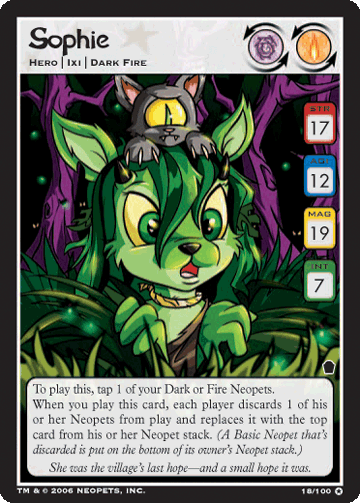 Sophie
Hero | Ixi | Dark Fire
STR
17
AGI
12
MAG
19
INT
7
To play this, tap 1 of your Dark or Fire Neopets.
When you play this card, each player discards 1 of his
or her Neopets from play and replaces it with the top
card from his or her Neopet stack. (A Basic Neopet that's
discarded is put on the bottom of its owner's Neopet stack.)
She was the village's last hope—and a small hope it was.
TM & © 2006 NEOPETS, INC.
18/100